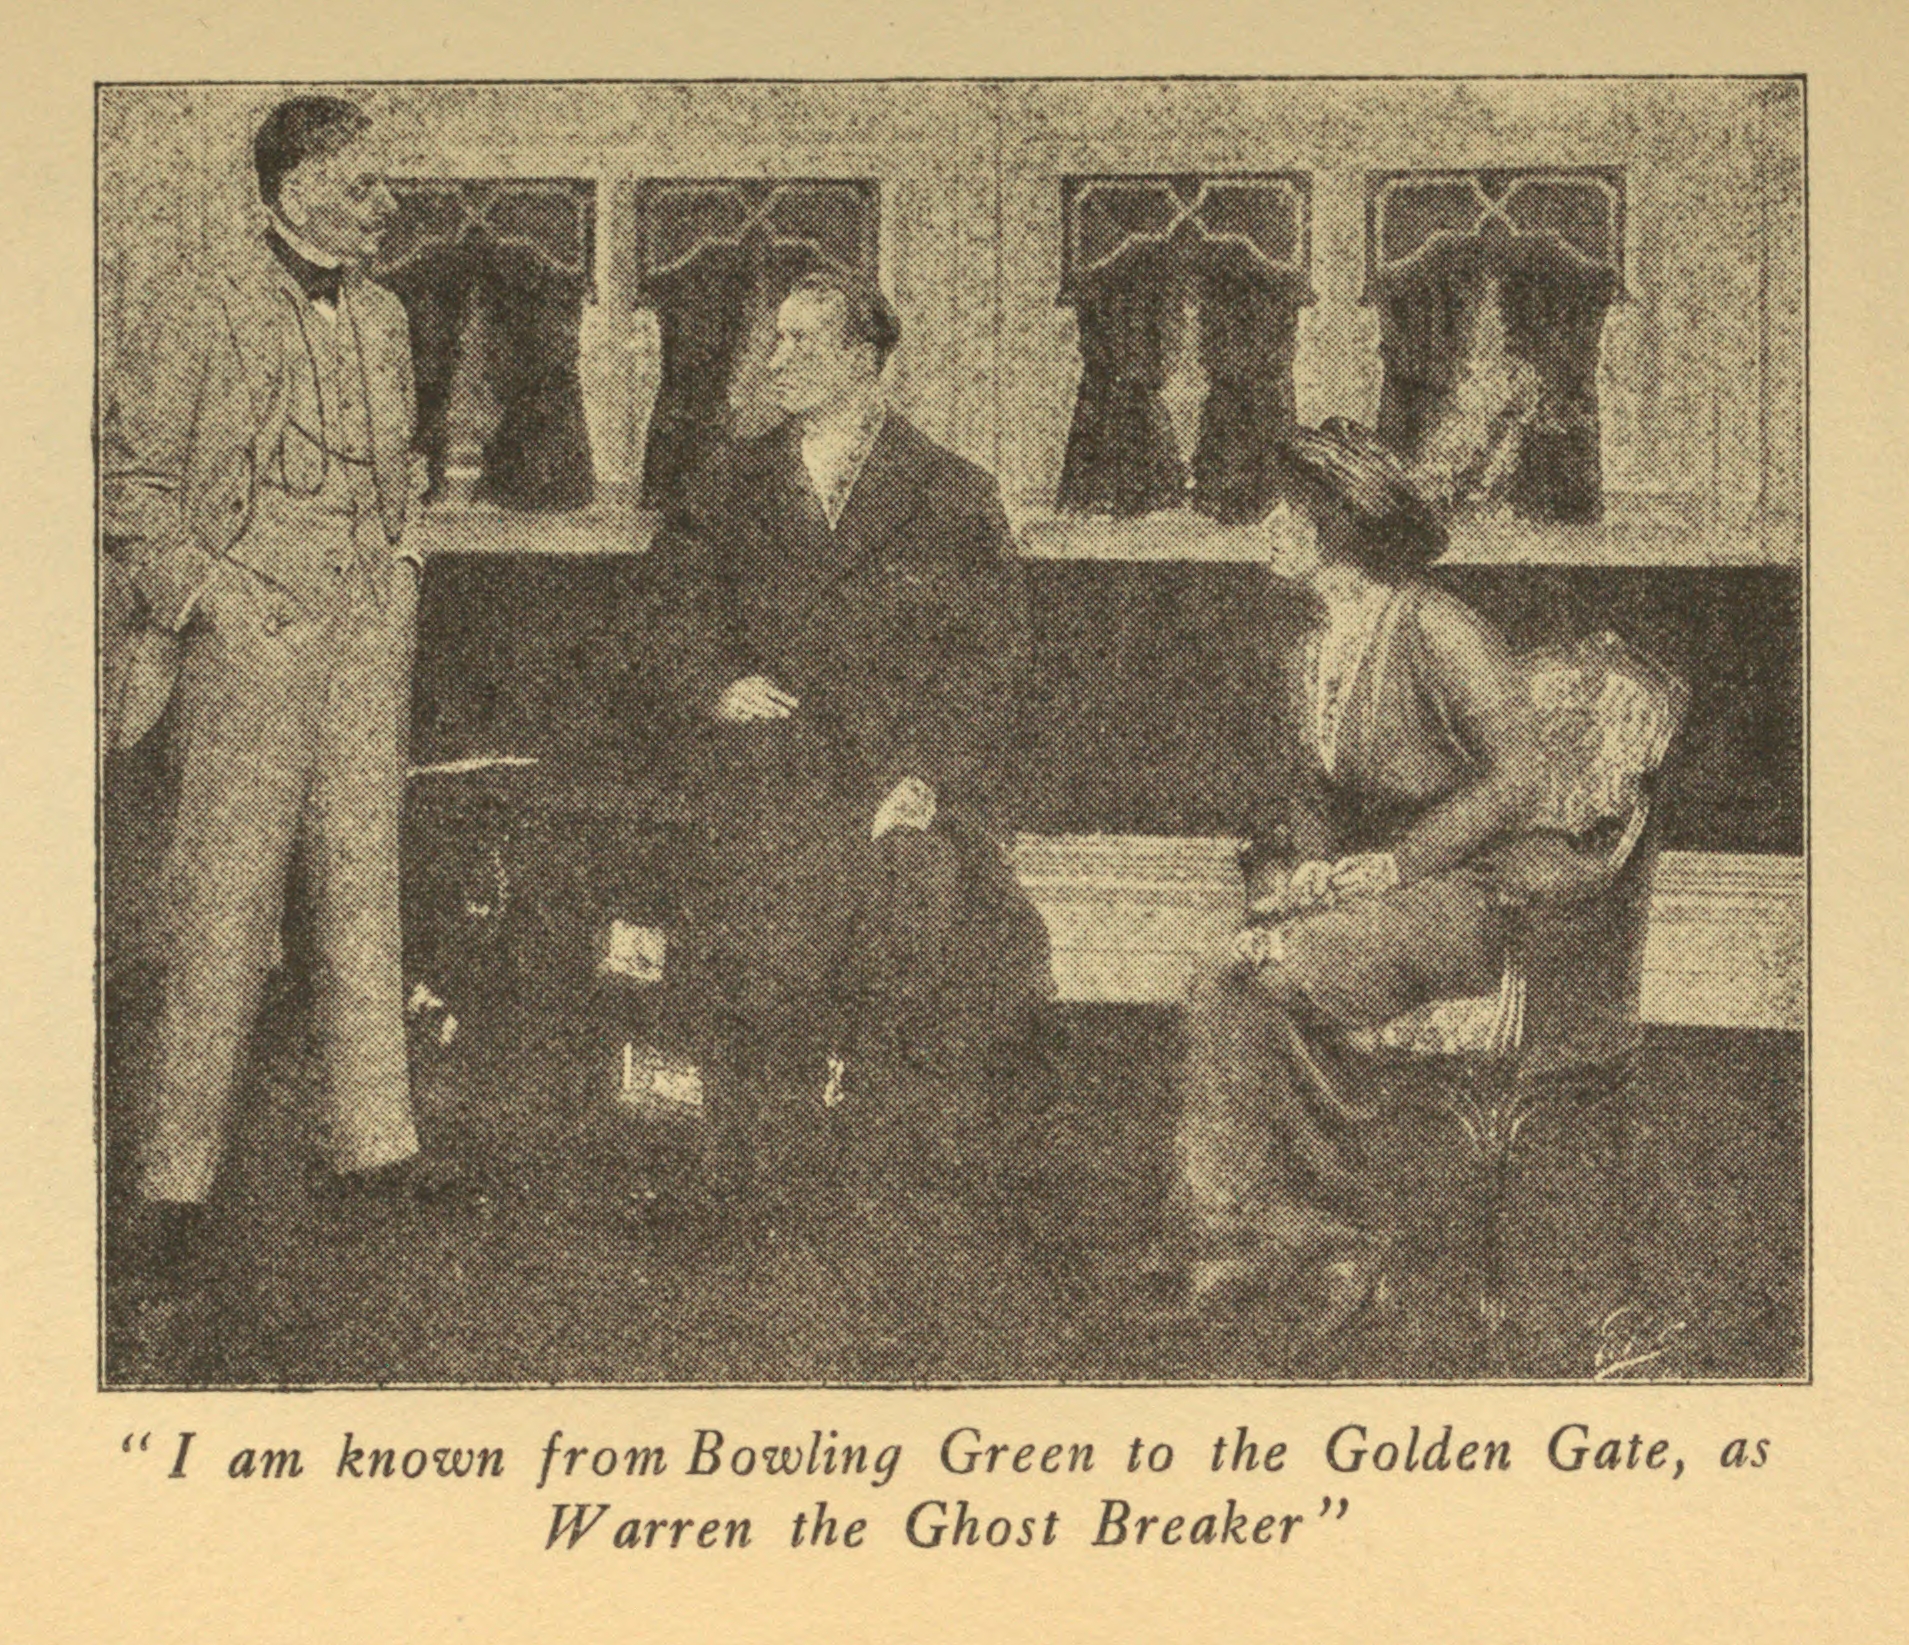 “I am known from Bowling Green to the Golden Gate, as
Warren the Ghost Breaker”